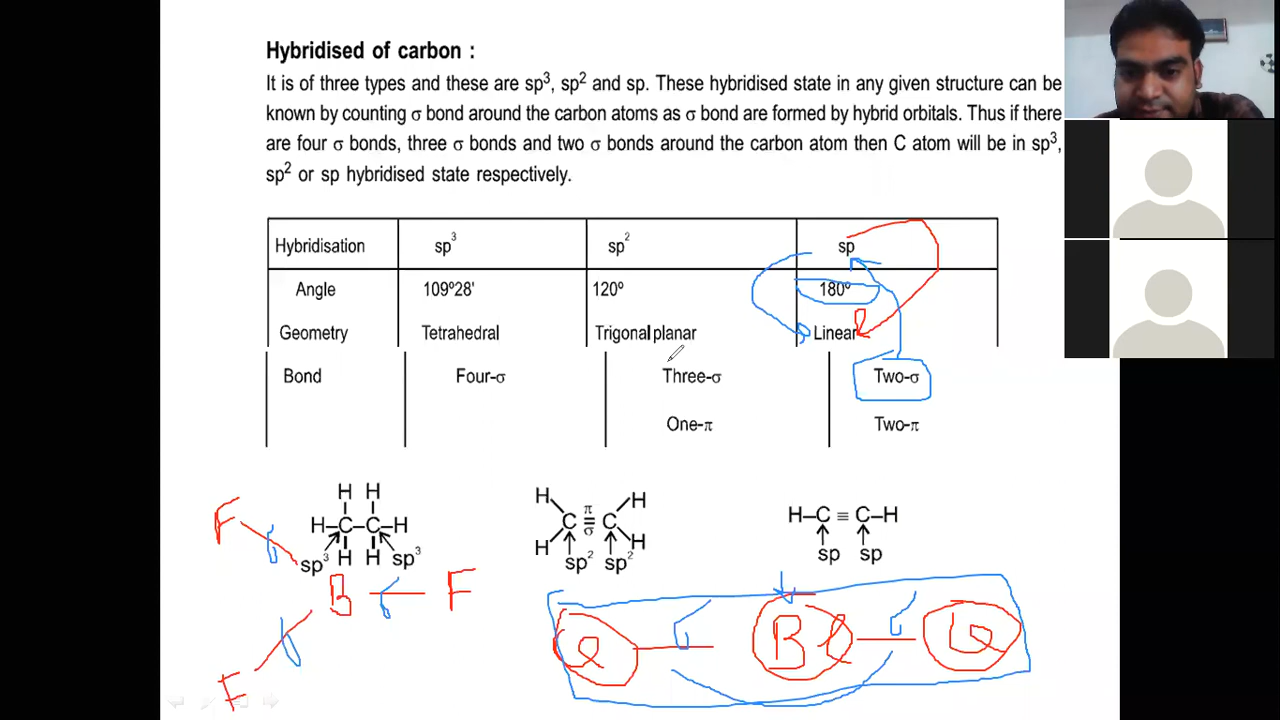 Hybridised of carbon :
It is of three types and these are sp³, sp² and sp. These hybridised state in any given structure can be
known by counting σ bond around the carbon atoms as σ bond are formed by hybrid orbitals. Thus if there
are four σ bonds, three σ bonds and two σ bonds around the carbon atom then C atom will be in sp³,
sp² or sp hybridised state respectively.
Hybridisation sp³ sp² sp
Angle 109º28' 120º 180º
Geometry Tetrahedral Trigonal planar Linear
Bond Four-σ Three-σ Two-σ
One-π Two-π
H H
H–C–C–H
H H
sp³ sp³
H H
C π σ C
H H
sp² sp²
H–C≡C–H
sp sp
F
B F
F
Be